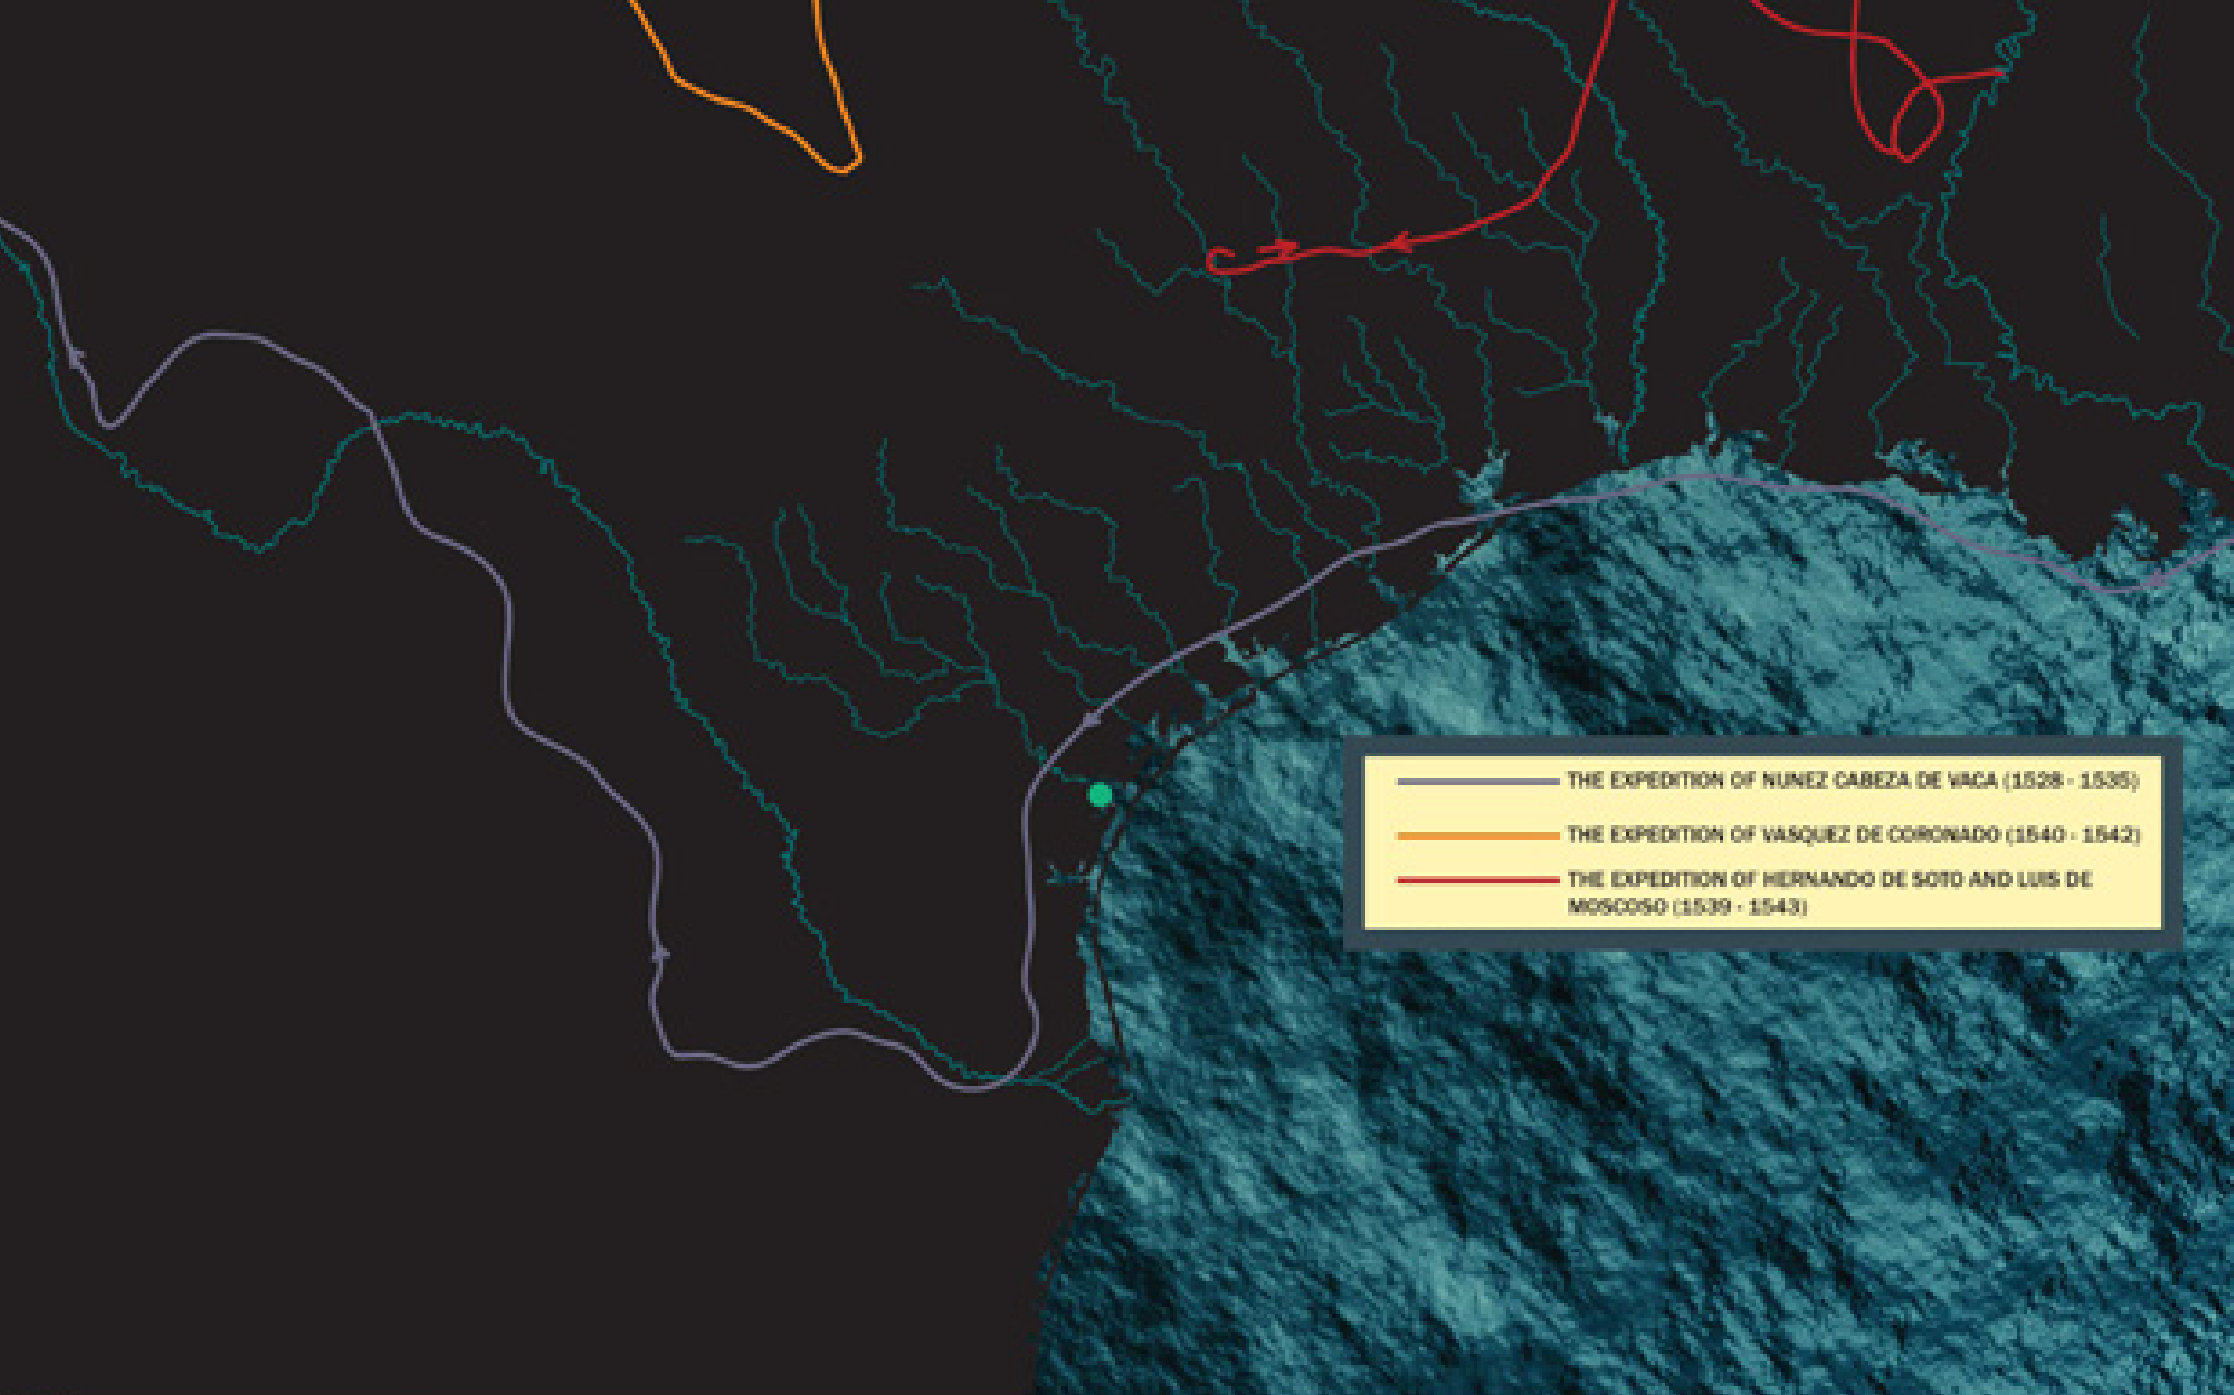 THE EXPEDITION OF NUNEZ CABEZA DE VACA (1528 - 1535)
THE EXPEDITION OF VASQUEZ DE CORONADO (1540 - 1542)
THE EXPEDITION OF HERNANDO DE SOTO AND LUIS DE
MOSCOSO (1539 - 1543)